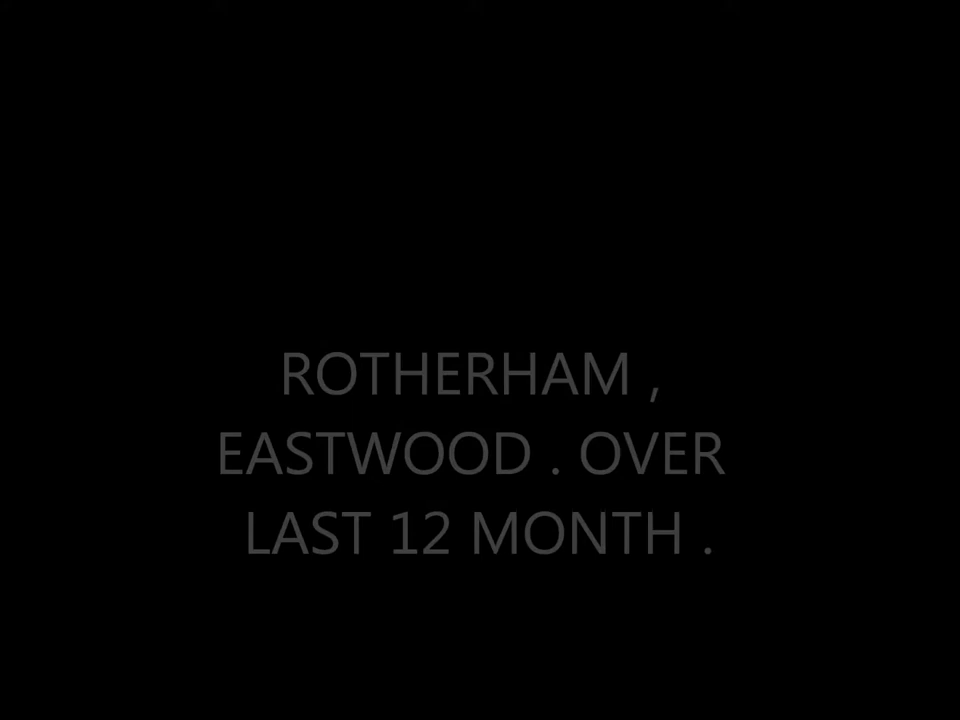 ROTHERHAM ,
EASTWOOD . OVER
LAST 12 MONTH .